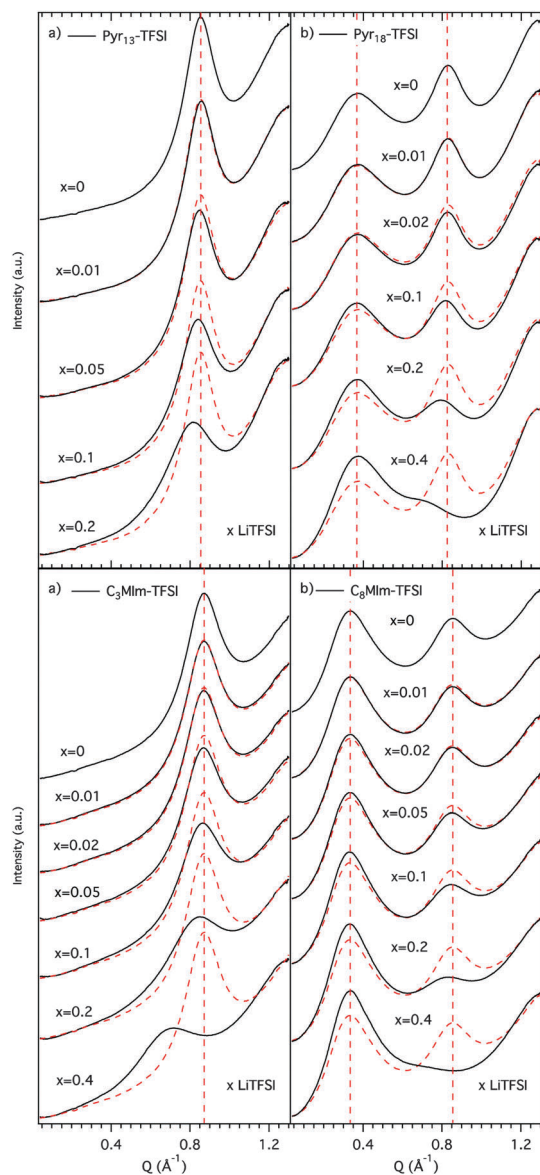 a) — Pyr₁₃-TFSI
x=0
x=0.01
x=0.05
x=0.1
x=0.2
x LiTFSI
Intensity (a.u.)
b) — Pyr₁₈-TFSI
x=0
x=0.01
x=0.02
x=0.1
x=0.2
x=0.4
x LiTFSI
a) — C₃MIm-TFSI
x=0
x=0.01
x=0.02
x=0.05
x=0.1
x=0.2
x=0.4
x LiTFSI
Intensity (a.u.)
b) — C₈MIm-TFSI
x=0
x=0.01
x=0.02
x=0.05
x=0.1
x=0.2
x=0.4
x LiTFSI
0.4 0.8 1.2 0.4 0.8 1.2
Q (Å⁻¹) Q (Å⁻¹)